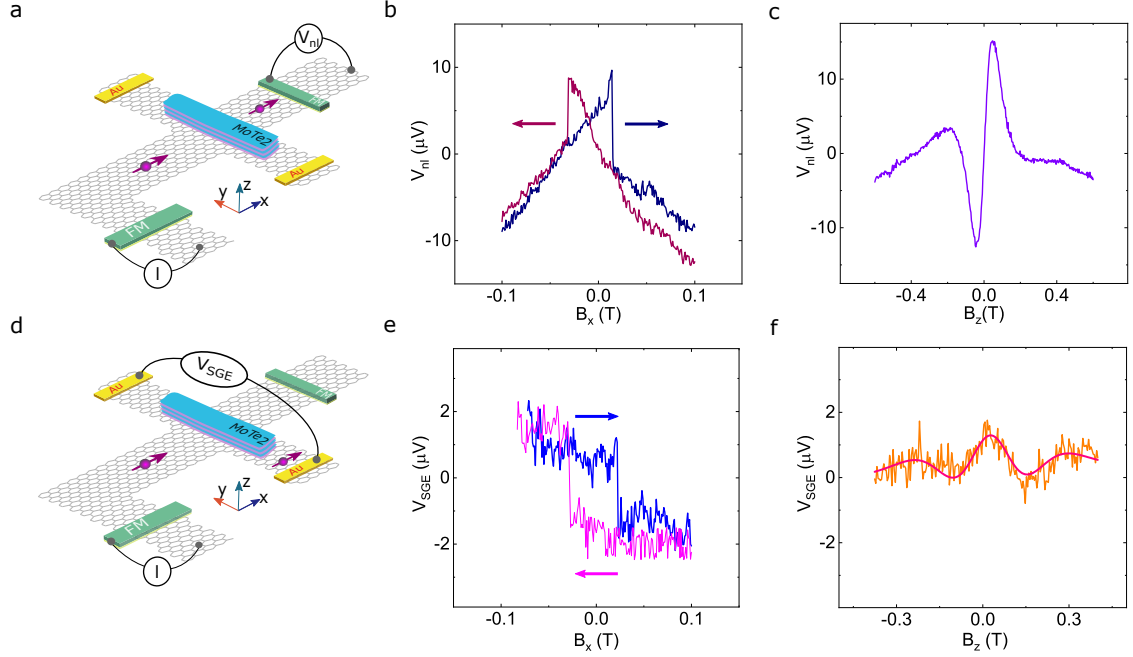 a
V_nl
Au
MoTe2
Au
FM
I
z
y
x
b
V_nl (μV)
10
0
-10
-0.1
0.0
0.1
B_x (T)
c
V_nl (μV)
10
0
-10
-0.4
0.0
0.4
B_z(T)
d
V_SGE
Au
MoTe2
Au
FM
I
z
y
x
e
V_SGE (μV)
2
0
-2
-0.1
0.0
0.1
B_x (T)
f
V_SGE (μV)
2
0
-2
-0.3
0.0
0.3
B_z (T)